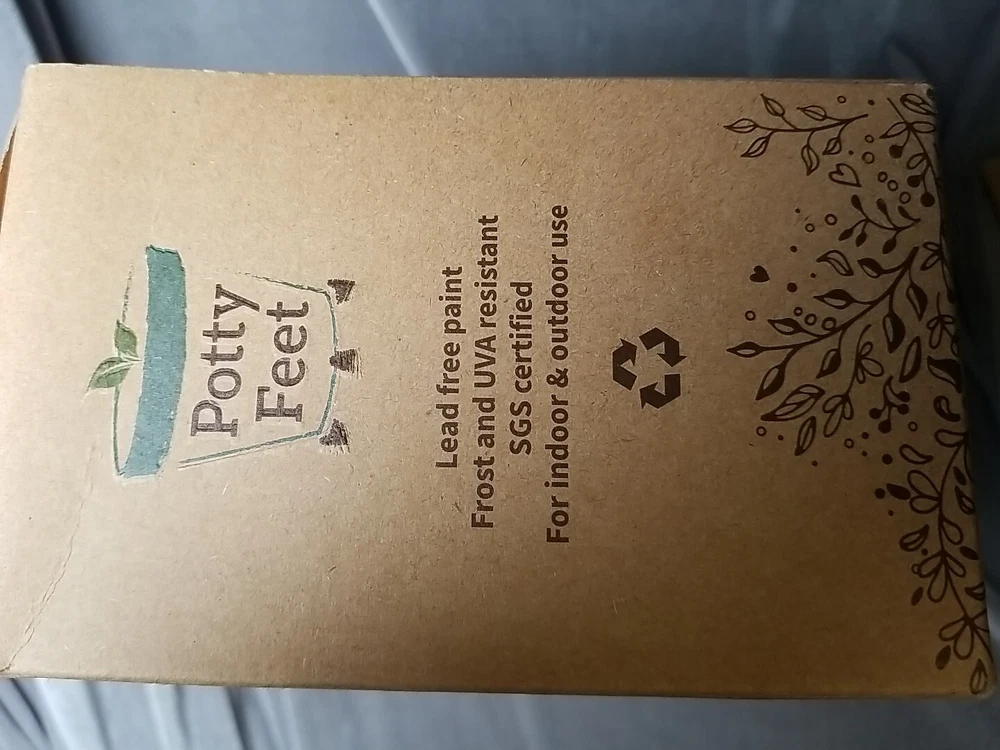 Potty
Feet
Lead free paint
Frost and UVA resistant
SGS certified
For indoor & outdoor use